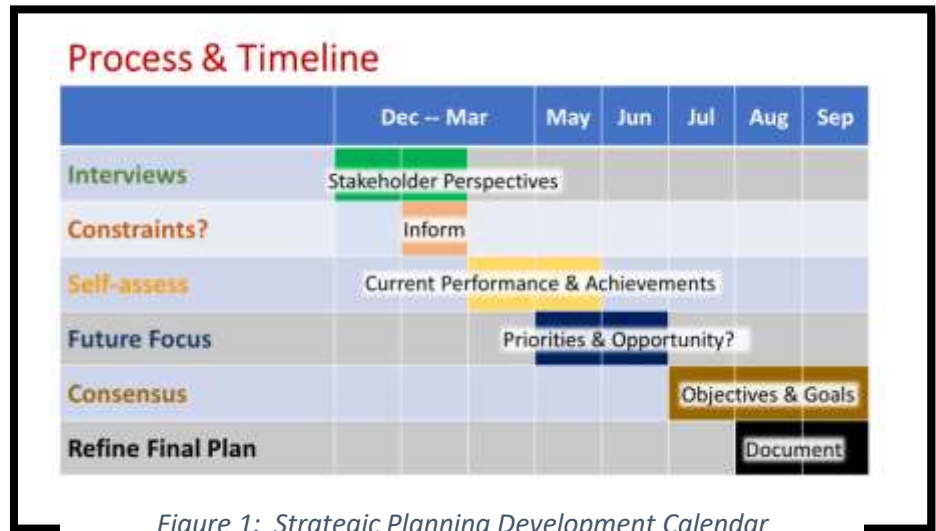 Process & Timeline
Dec -- Mar May Jun Jul Aug Sep
Interviews Stakeholder Perspectives
Constraints? Inform
Self-assess Current Performance & Achievements
Future Focus Priorities & Opportunity?
Consensus Objectives & Goals
Refine Final Plan Document
Figure 1: Strategic Planning Development Calendar